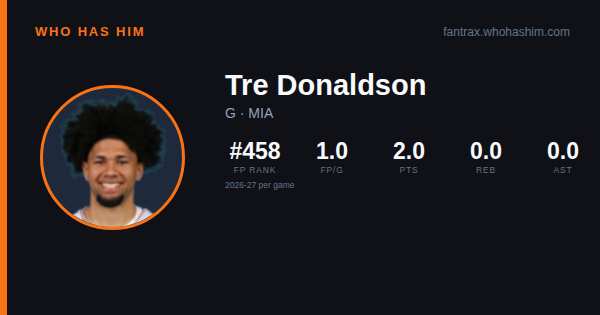 WHO HAS HIM
fantrax.whohashim.com
Tre Donaldson
G · MIA
#458 1.0 2.0 0.0 0.0
FP RANK FP/G PTS REB AST
2026-27 per game